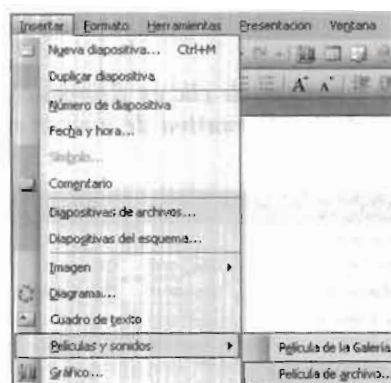 Insertar Formato Herramientas Presentación Ventana
Nueva diapositiva... Ctrl+M
Duplicar diapositiva
Número de diapositiva
Fecha y hora...
Símbolo...
Comentario
Diapositivas de archivos...
Diapositivas del esquema...
Imagen
Diagrama...
Cuadro de texto
Películas y sonidos
Película de la Galería
Gráfico...
Película de archivo...